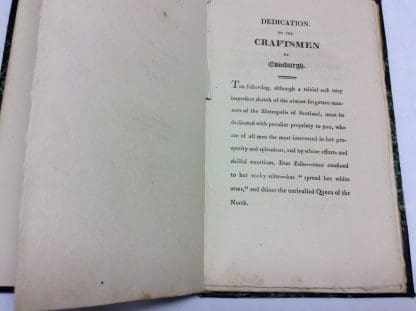 DEDICATION.
TO THE
CRAFTSMEN
OF
Edinburgh.
The following, although a trivial and very
imperfect sketch of the almost forgotten man-
ners of the Metropolis of Scotland, must be
dedicated with peculiar propriety to you, who
are of all men the most interested in her pros-
perity and splendour, and by whose efforts and
skilful exertions, Dun Edin—once confined
to her rocky seite—has "spread her white
arms," and shines the unrivalled Queen of the
North.